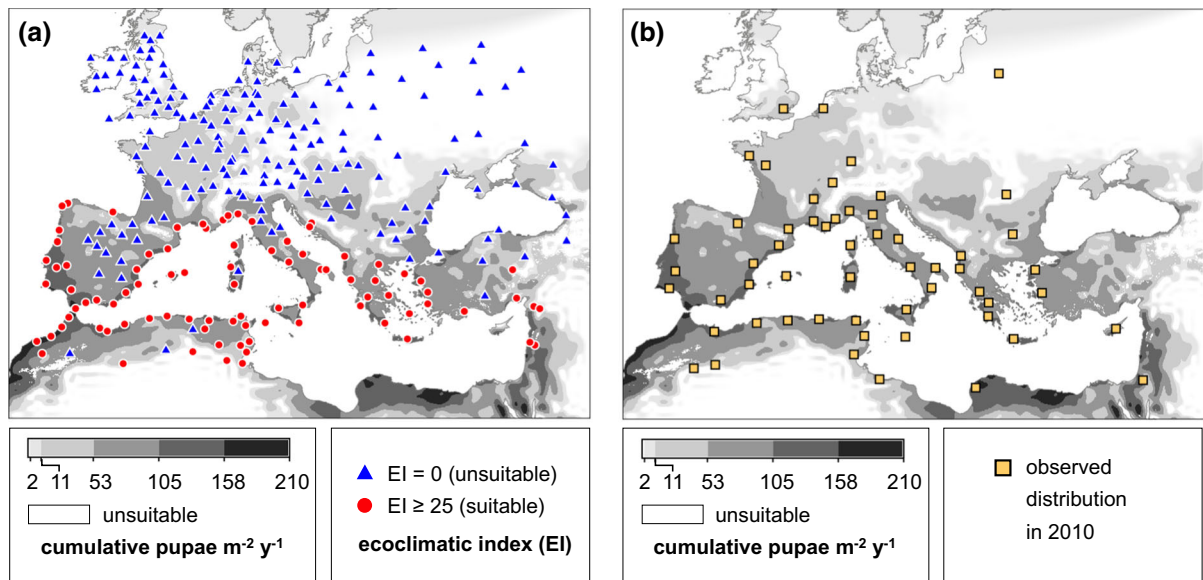 (a)
(b)
2 11 53 105 158 210
unsuitable
cumulative pupae m⁻² y⁻¹
EI = 0 (unsuitable)
EI ≥ 25 (suitable)
ecoclimatic index (EI)
2 11 53 105 158 210
unsuitable
cumulative pupae m⁻² y⁻¹
observed
distribution
in 2010